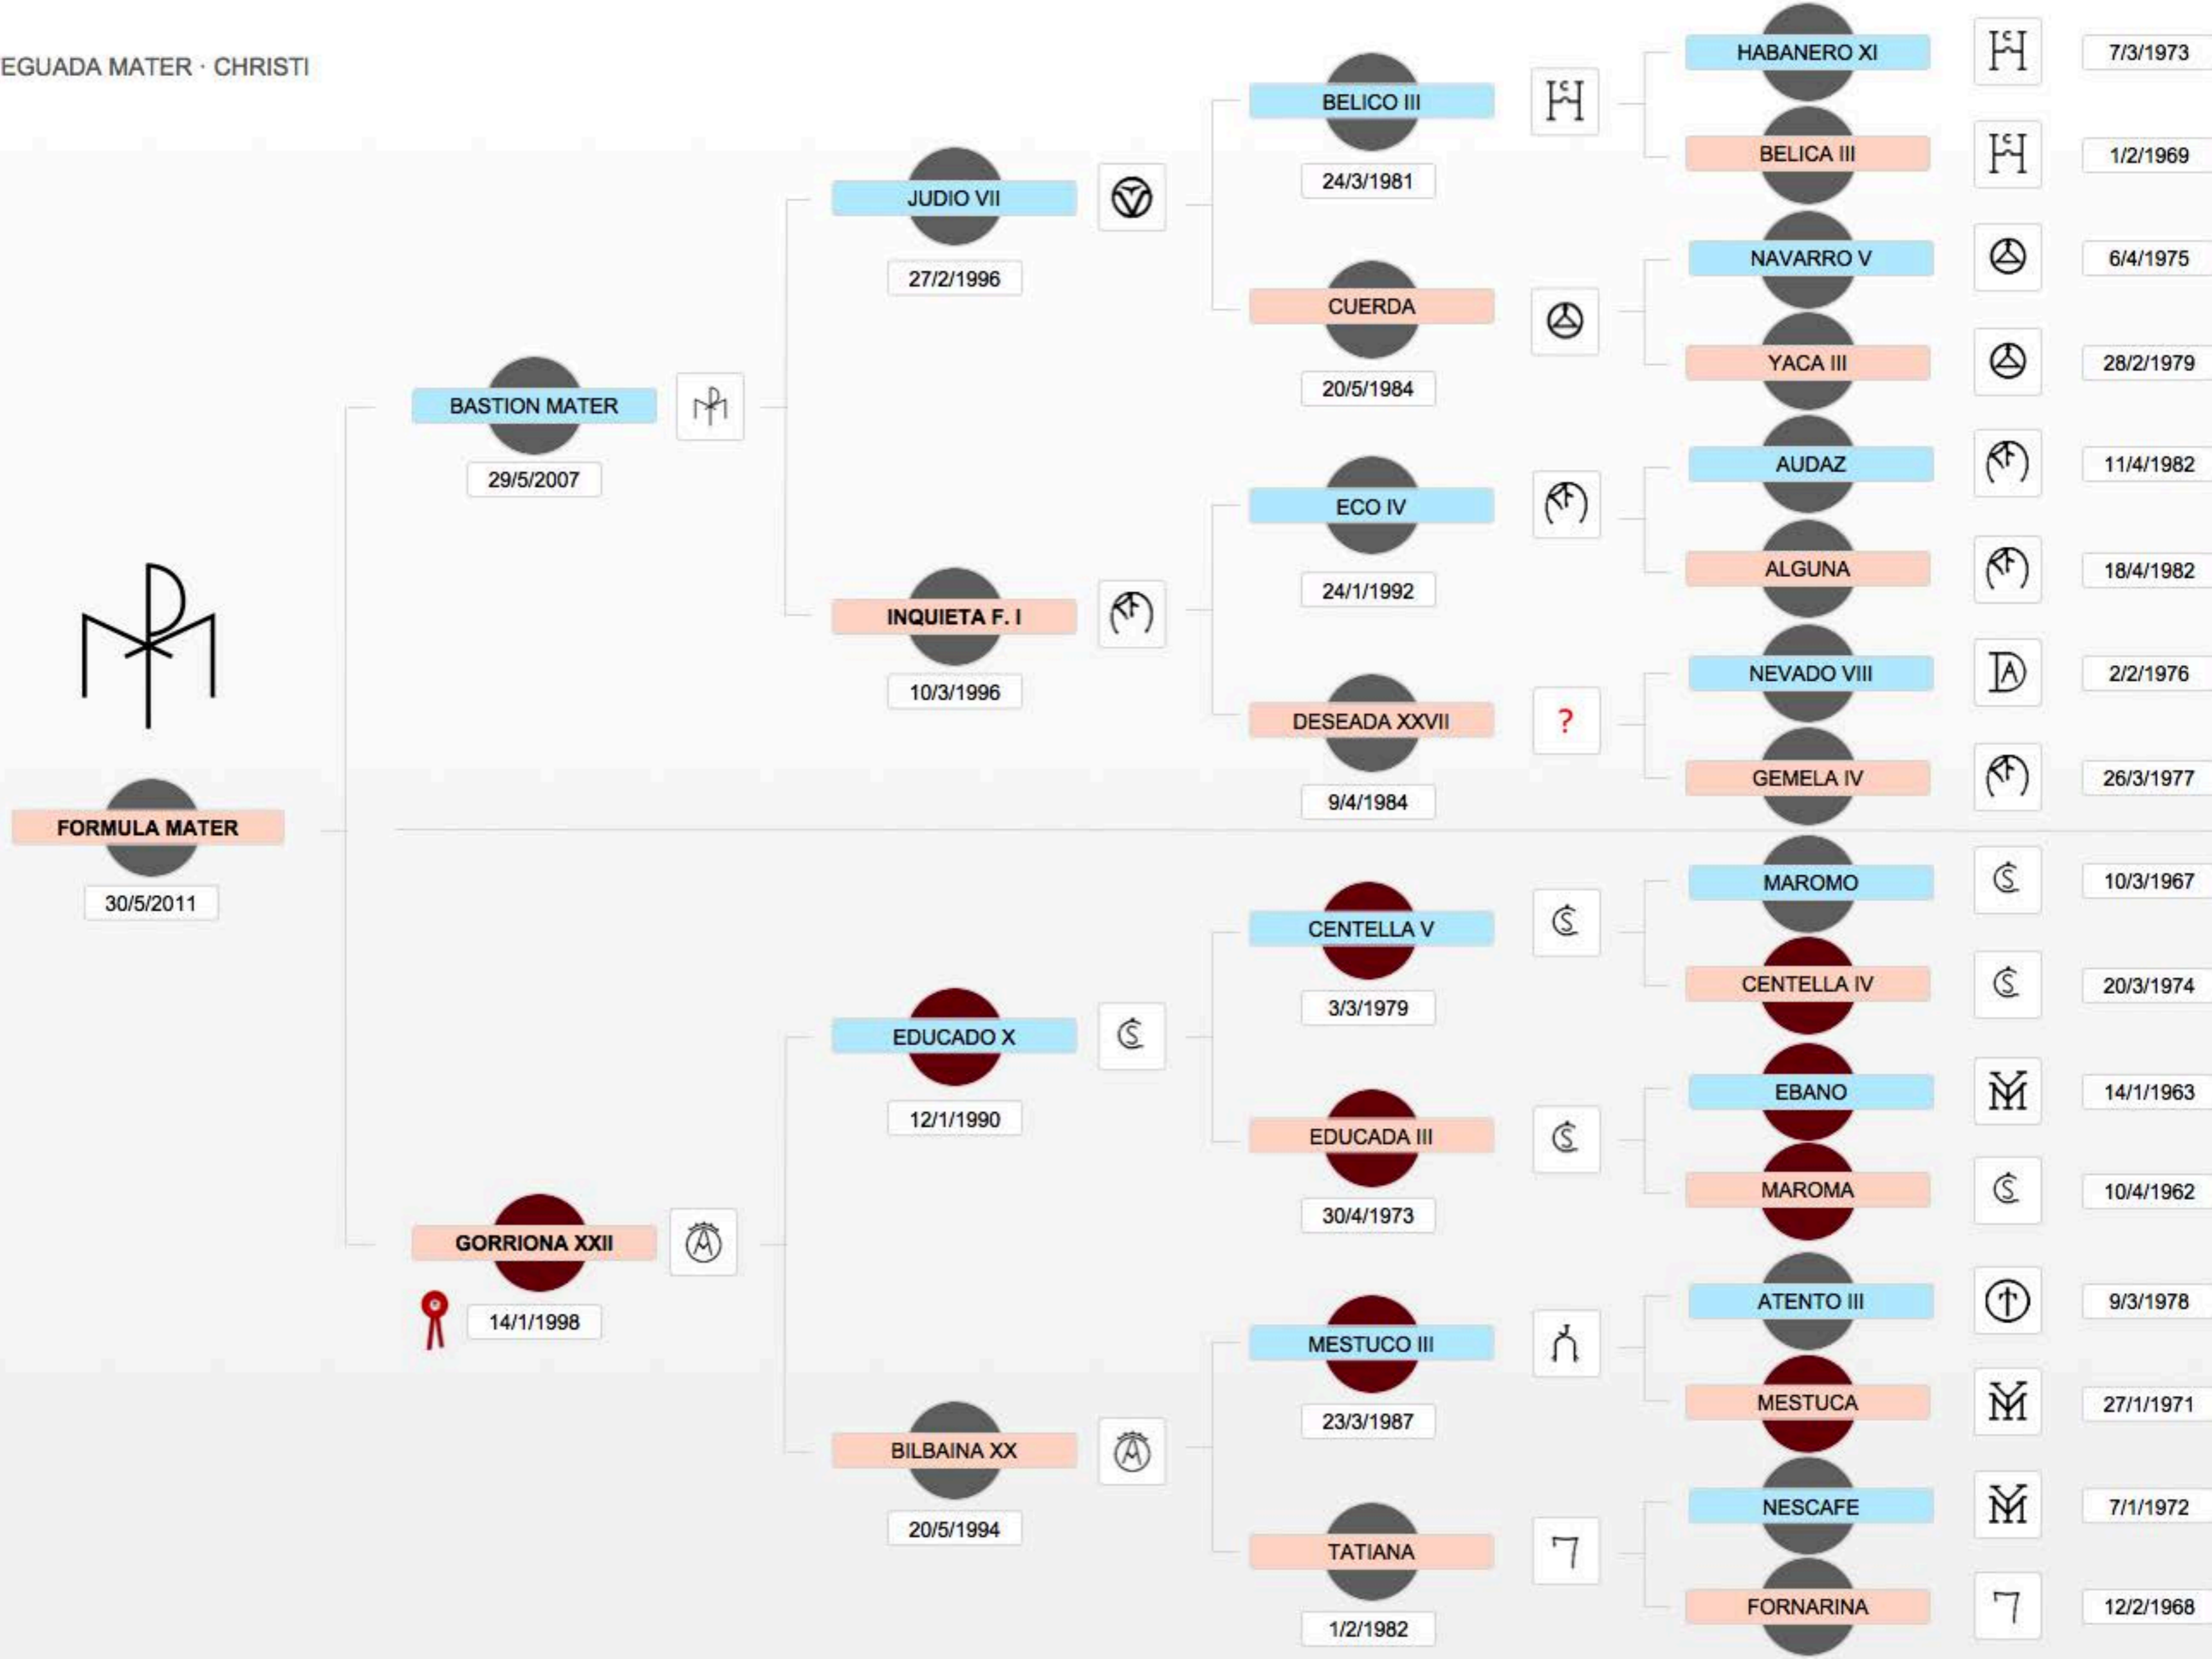 EGUADA MATER · CHRISTI
FORMULA MATER
30/5/2011
BASTION MATER
29/5/2007
GORRIONA XXII
14/1/1998
JUDIO VII
27/2/1996
INQUIETA F. I
10/3/1996
EDUCADO X
12/1/1990
BILBAINA XX
20/5/1994
BELICO III
24/3/1981
CUERDA
20/5/1984
ECO IV
24/1/1992
DESEADA XXVII
?
9/4/1984
CENTELLA V
3/3/1979
EDUCADA III
30/4/1973
MESTUCO III
23/3/1987
TATIANA
1/2/1982
HABANERO XI 7/3/1973
BELICA III 1/2/1969
NAVARRO V 6/4/1975
YACA III 28/2/1979
AUDAZ 11/4/1982
ALGUNA 18/4/1982
NEVADO VIII 2/2/1976
GEMELA IV 26/3/1977
MAROMO 10/3/1967
CENTELLA IV 20/3/1974
EBANO 14/1/1963
MAROMA 10/4/1962
ATENTO III 9/3/1978
MESTUCA 27/1/1971
NESCAFE 7/1/1972
FORNARINA 12/2/1968